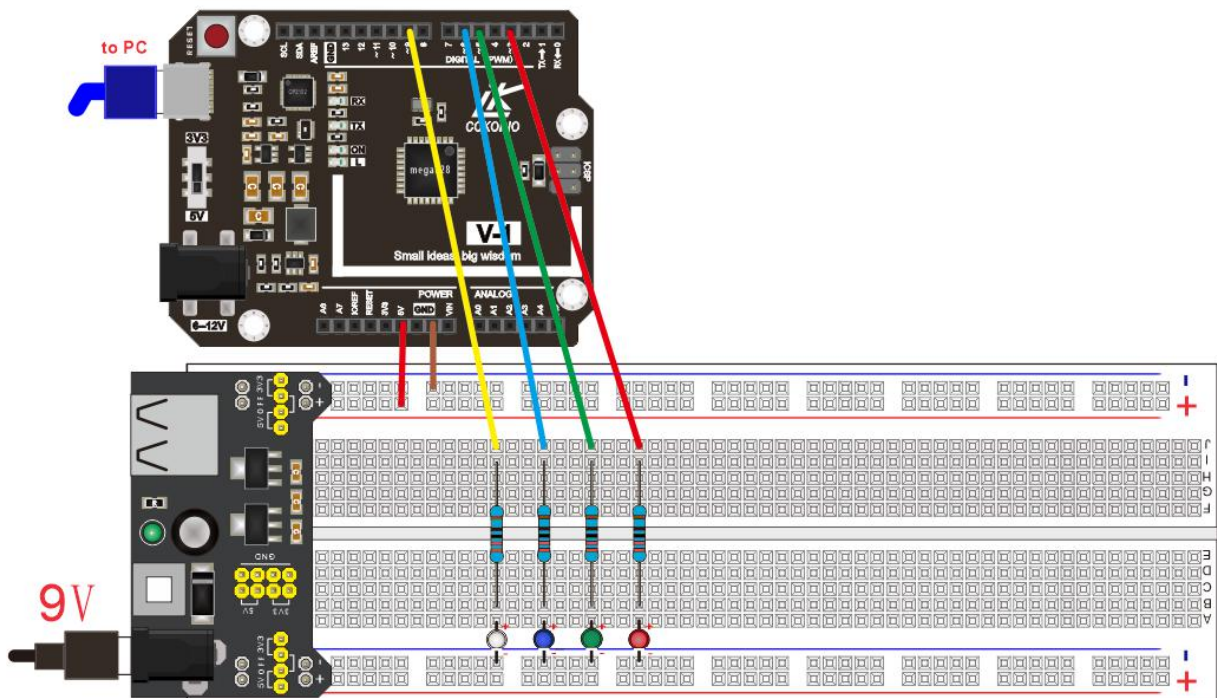 to PC
RESET
SCL
SDA
AREF
GND
13
12
~11
~10
~9
8
7
~6
4
~3
2
TX→1
RX←0
DIGITAL (PWM)
RX
TX
ON
L
3V3
5V
mega328
ICSP
V-1
Small ideas, big wisdom
6-12V
POWER
ANALOG
A6
A7
IOREF
RESET
3V3
5V
GND
VIN
A0
A1
A2
A3
A4
5V OFF 3V3
-
+
-
+
J
I
H
G
F
E
D
C
B
A
GND
5V
3V3
9V
5V OFF 3V3
-
+
+
-
+
-
+
-
+
-
-
+